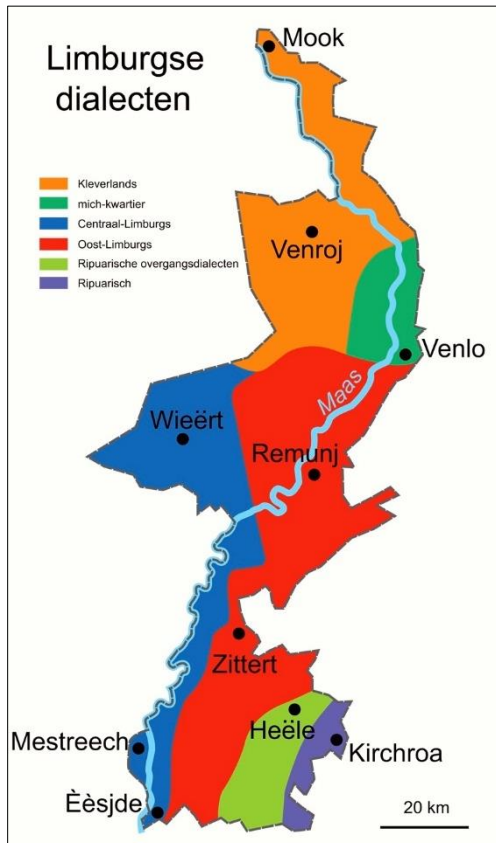 Limburgse
dialecten
Kleverlands
mich-kwartier
Centraal-Limburgs
Oost-Limburgs
Ripuarische overgangsdialecten
Ripuarisch
Mook
Venroj
Venlo
Maas
Wieërt
Remunj
Zittert
Heële
Mestreech
Kirchroa
Èèsjde
20 km